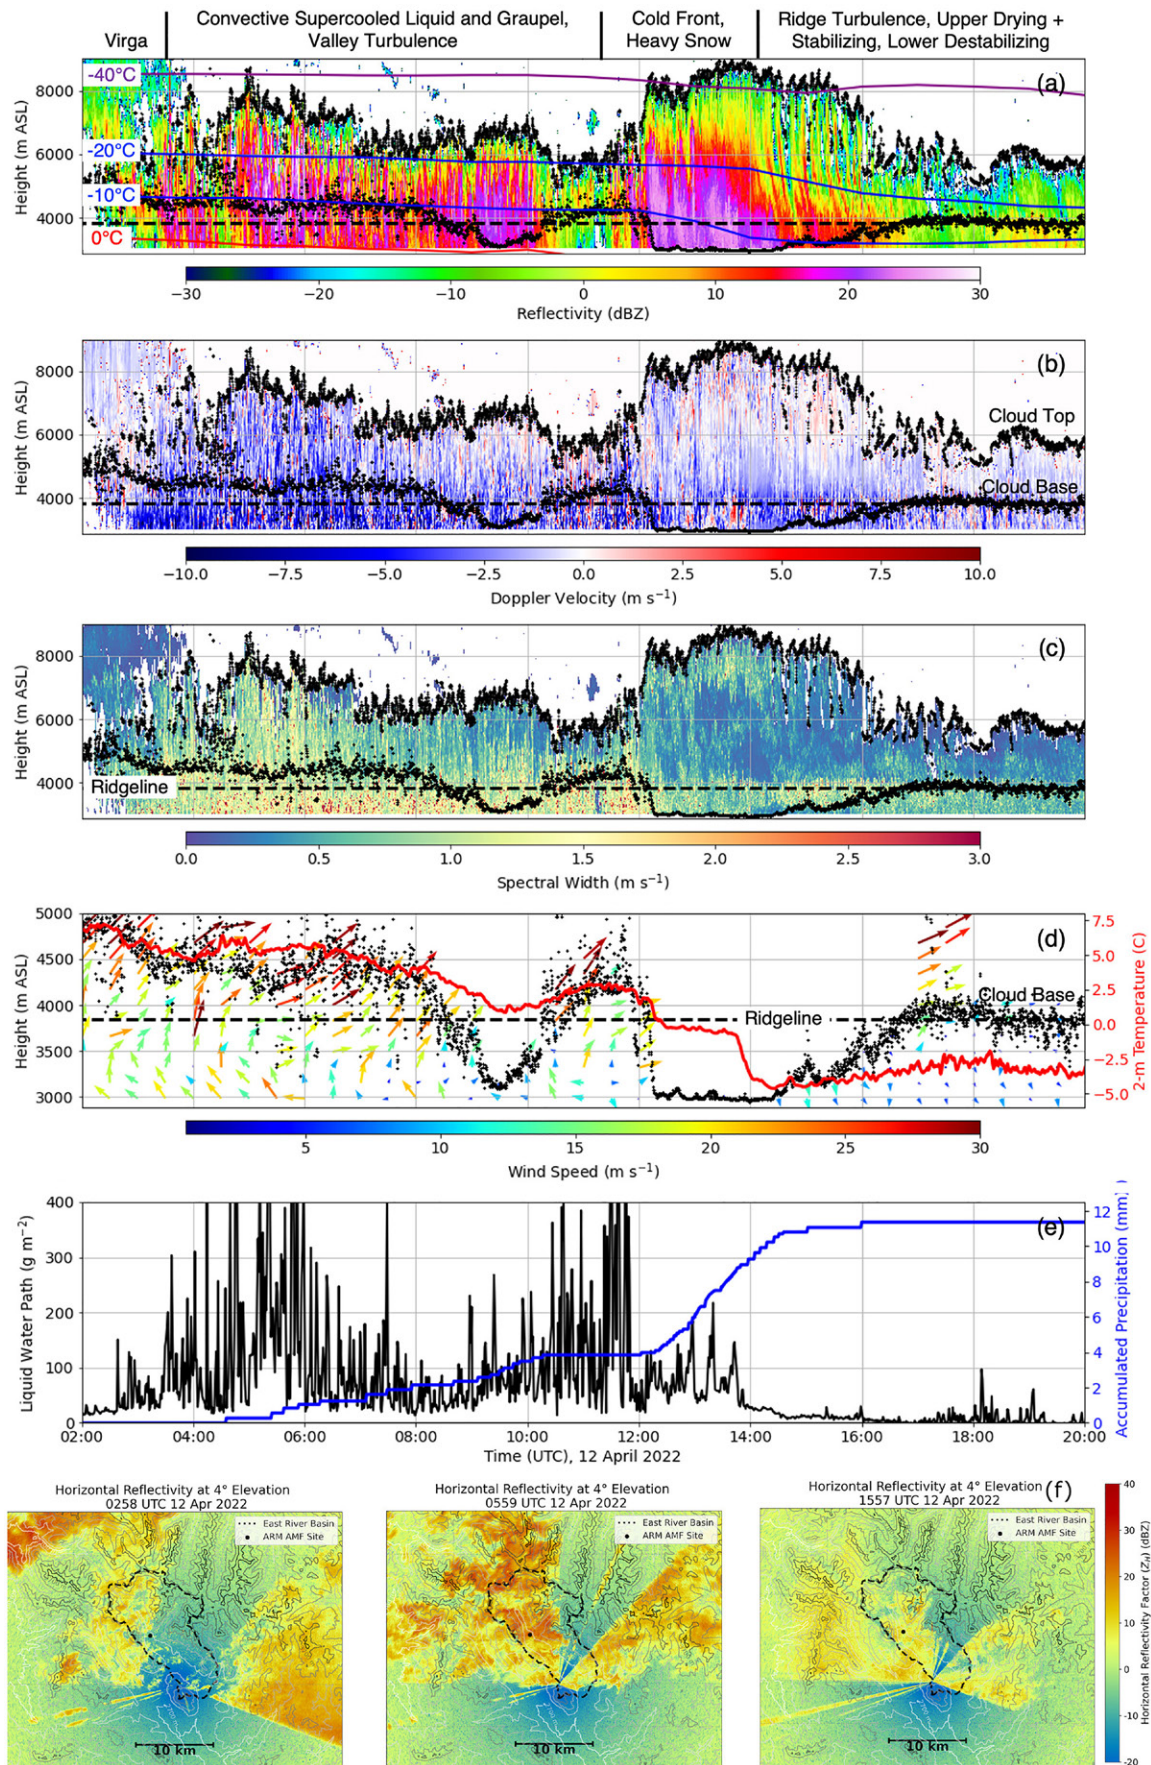 Virga
Convective Supercooled Liquid and Graupel,
Valley Turbulence
Cold Front,
Heavy Snow
Ridge Turbulence, Upper Drying +
Stabilizing, Lower Destabilizing
(a)
-40°C
-20°C
-10°C
0°C
8000
6000
4000
Height (m ASL)
−30 −20 −10 0 10 20 30
Reflectivity (dBZ)
(b)
8000
6000
4000
Height (m ASL)
Cloud Top
Cloud Base
−10.0 −7.5 −5.0 −2.5 0.0 2.5 5.0 7.5 10.0
Doppler Velocity (m s⁻¹)
(c)
8000
6000
4000
Height (m ASL)
Ridgeline
0.0 0.5 1.0 1.5 2.0 2.5 3.0
Spectral Width (m s⁻¹)
(d)
5000
4500
4000
3500
3000
Height (m ASL)
Cloud Base
Ridgeline
7.5
5.0
2.5
0.0
−2.5
−5.0
2-m Temperature (C)
5 10 15 20 25 30
Wind Speed (m s⁻¹)
(e)
400
300
200
100
0
Liquid Water Path (g m⁻²)
12
10
8
6
4
2
0
Accumulated Precipitation (mm)
02:00 04:00 06:00 08:00 10:00 12:00 14:00 16:00 18:00 20:00
Time (UTC), 12 April 2022
Horizontal Reflectivity at 4° Elevation
0258 UTC 12 Apr 2022
East River Basin
ARM AMF Site
10 km
Horizontal Reflectivity at 4° Elevation
0559 UTC 12 Apr 2022
East River Basin
ARM AMF Site
10 km
Horizontal Reflectivity at 4° Elevation
1557 UTC 12 Apr 2022
(f)
East River Basin
ARM AMF Site
10 km
40
30
20
10
0
-10
-20
Horizontal Reflectivity Factor (Z_H) (dBZ)